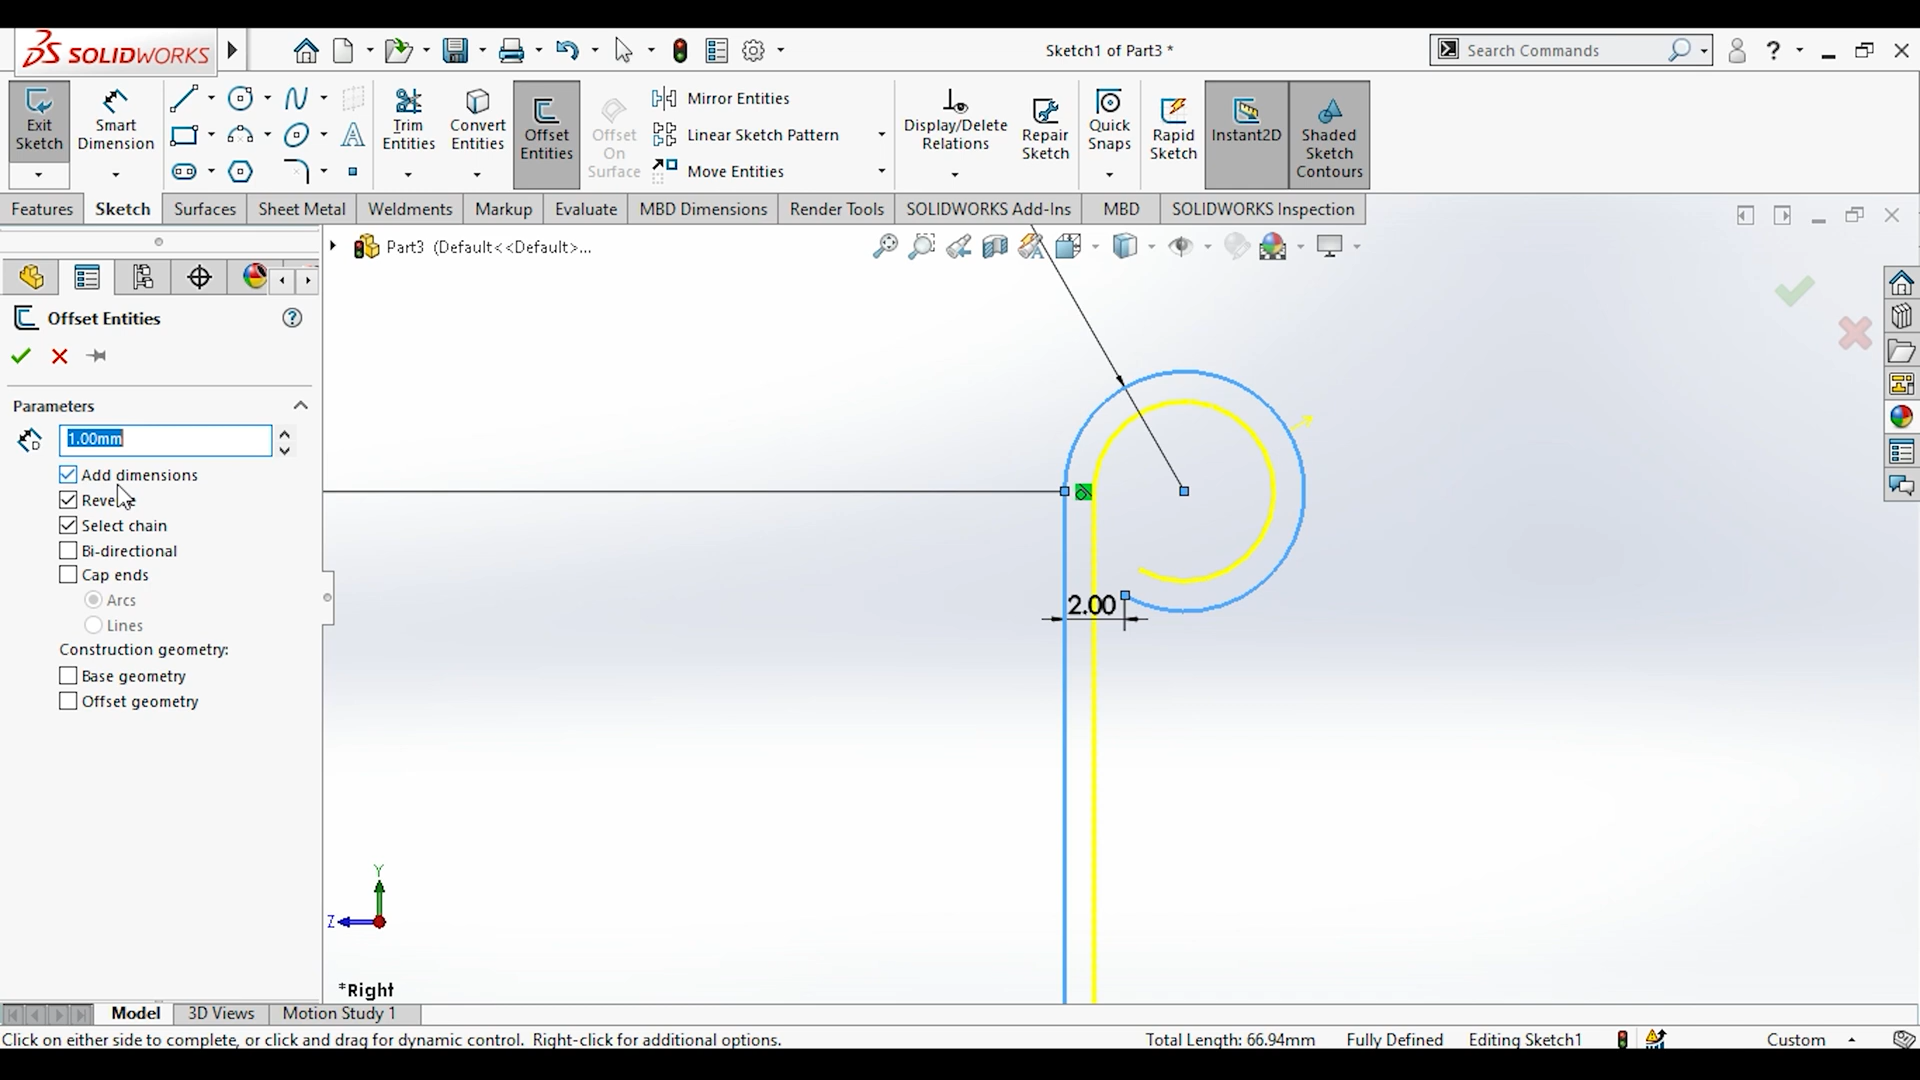 SOLIDWORKS
Sketch1 of Part3 *
Search Commands
?
Exit
Sketch
Smart
Dimension
Trim
Entities
Convert
Entities
Offset
Entities
Offset
On
Surface
Mirror Entities
Linear Sketch Pattern
Move Entities
Display/Delete
Relations
Repair
Sketch
Quick
Snaps
Rapid
Sketch
Instant2D
Shaded
Sketch
Contours
Features Sketch Surfaces Sheet Metal Weldments Markup Evaluate MBD Dimensions Render Tools SOLIDWORKS Add-Ins MBD SOLIDWORKS Inspection
Part3 (Default<<Default>...
Offset Entities
?
Parameters
1.00mm
Add dimensions
Select chain
Bi-directional
Cap ends
Arcs
Lines
Construction geometry:
Base geometry
Offset geometry
2.00
Y
Z
*Right
Model 3D Views Motion Study 1
Click on either side to complete, or click and drag for dynamic control. Right-click for additional options. Total Length: 66.94mm Fully Defined Editing Sketch1 Custom